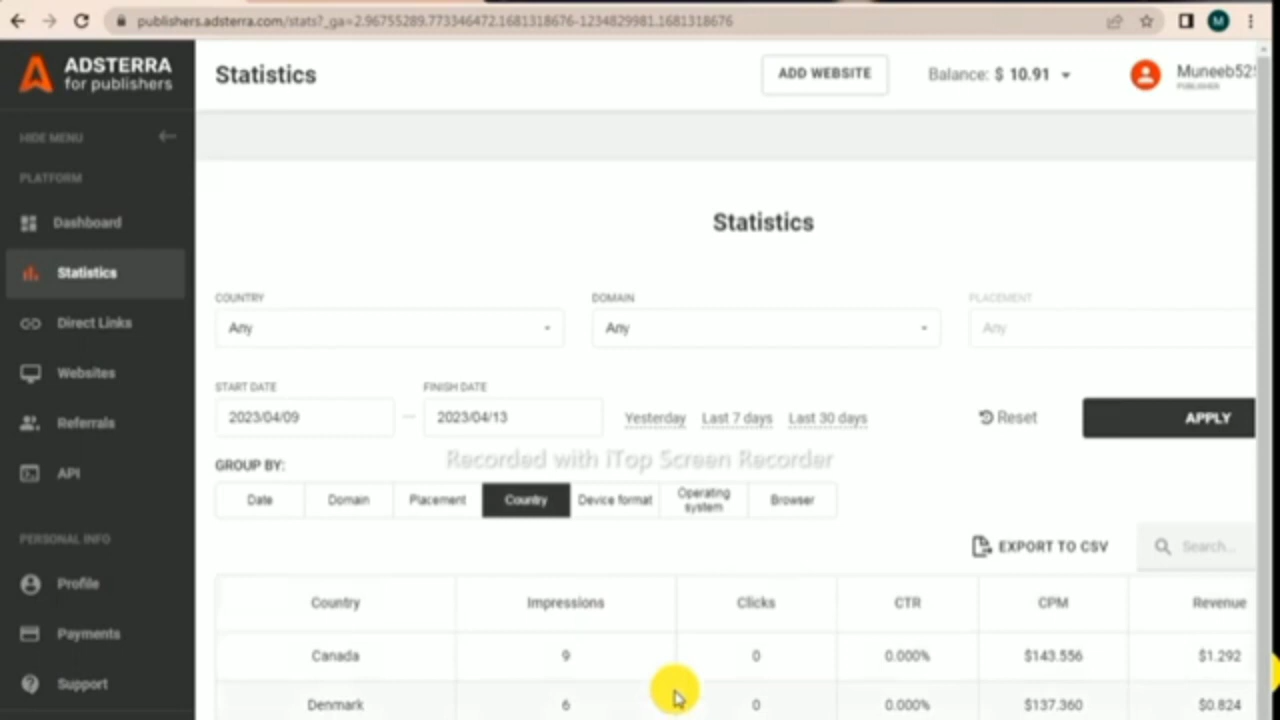 publishers.adsterra.com/stats?_ga=2.96755289.773346472.1681318676-1234829981.1681318676
M
ADSTERRA
for publishers
Statistics
ADD WEBSITE
Balance: $ 10.91
Muneeb52
PUBLISHER
HIDE MENU
PLATFORM
Dashboard
Statistics
Direct Links
Websites
Referrals
API
PERSONAL INFO
Profile
Payments
Support
Statistics
COUNTRY
DOMAIN
PLACEMENT
Any
Any
Any
START DATE
FINISH DATE
2023/04/09 — 2023/04/13
Yesterday Last 7 days Last 30 days
Reset
APPLY
Recorded with iTop Screen Recorder
GROUP BY:
Date Domain Placement Country Device format Operating system Browser
EXPORT TO CSV
Search...
Country Impressions Clicks CTR CPM Revenue
Canada 9 0 0.000% $143.556 $1.292
Denmark 6 0 0.000% $137.360 $0.824